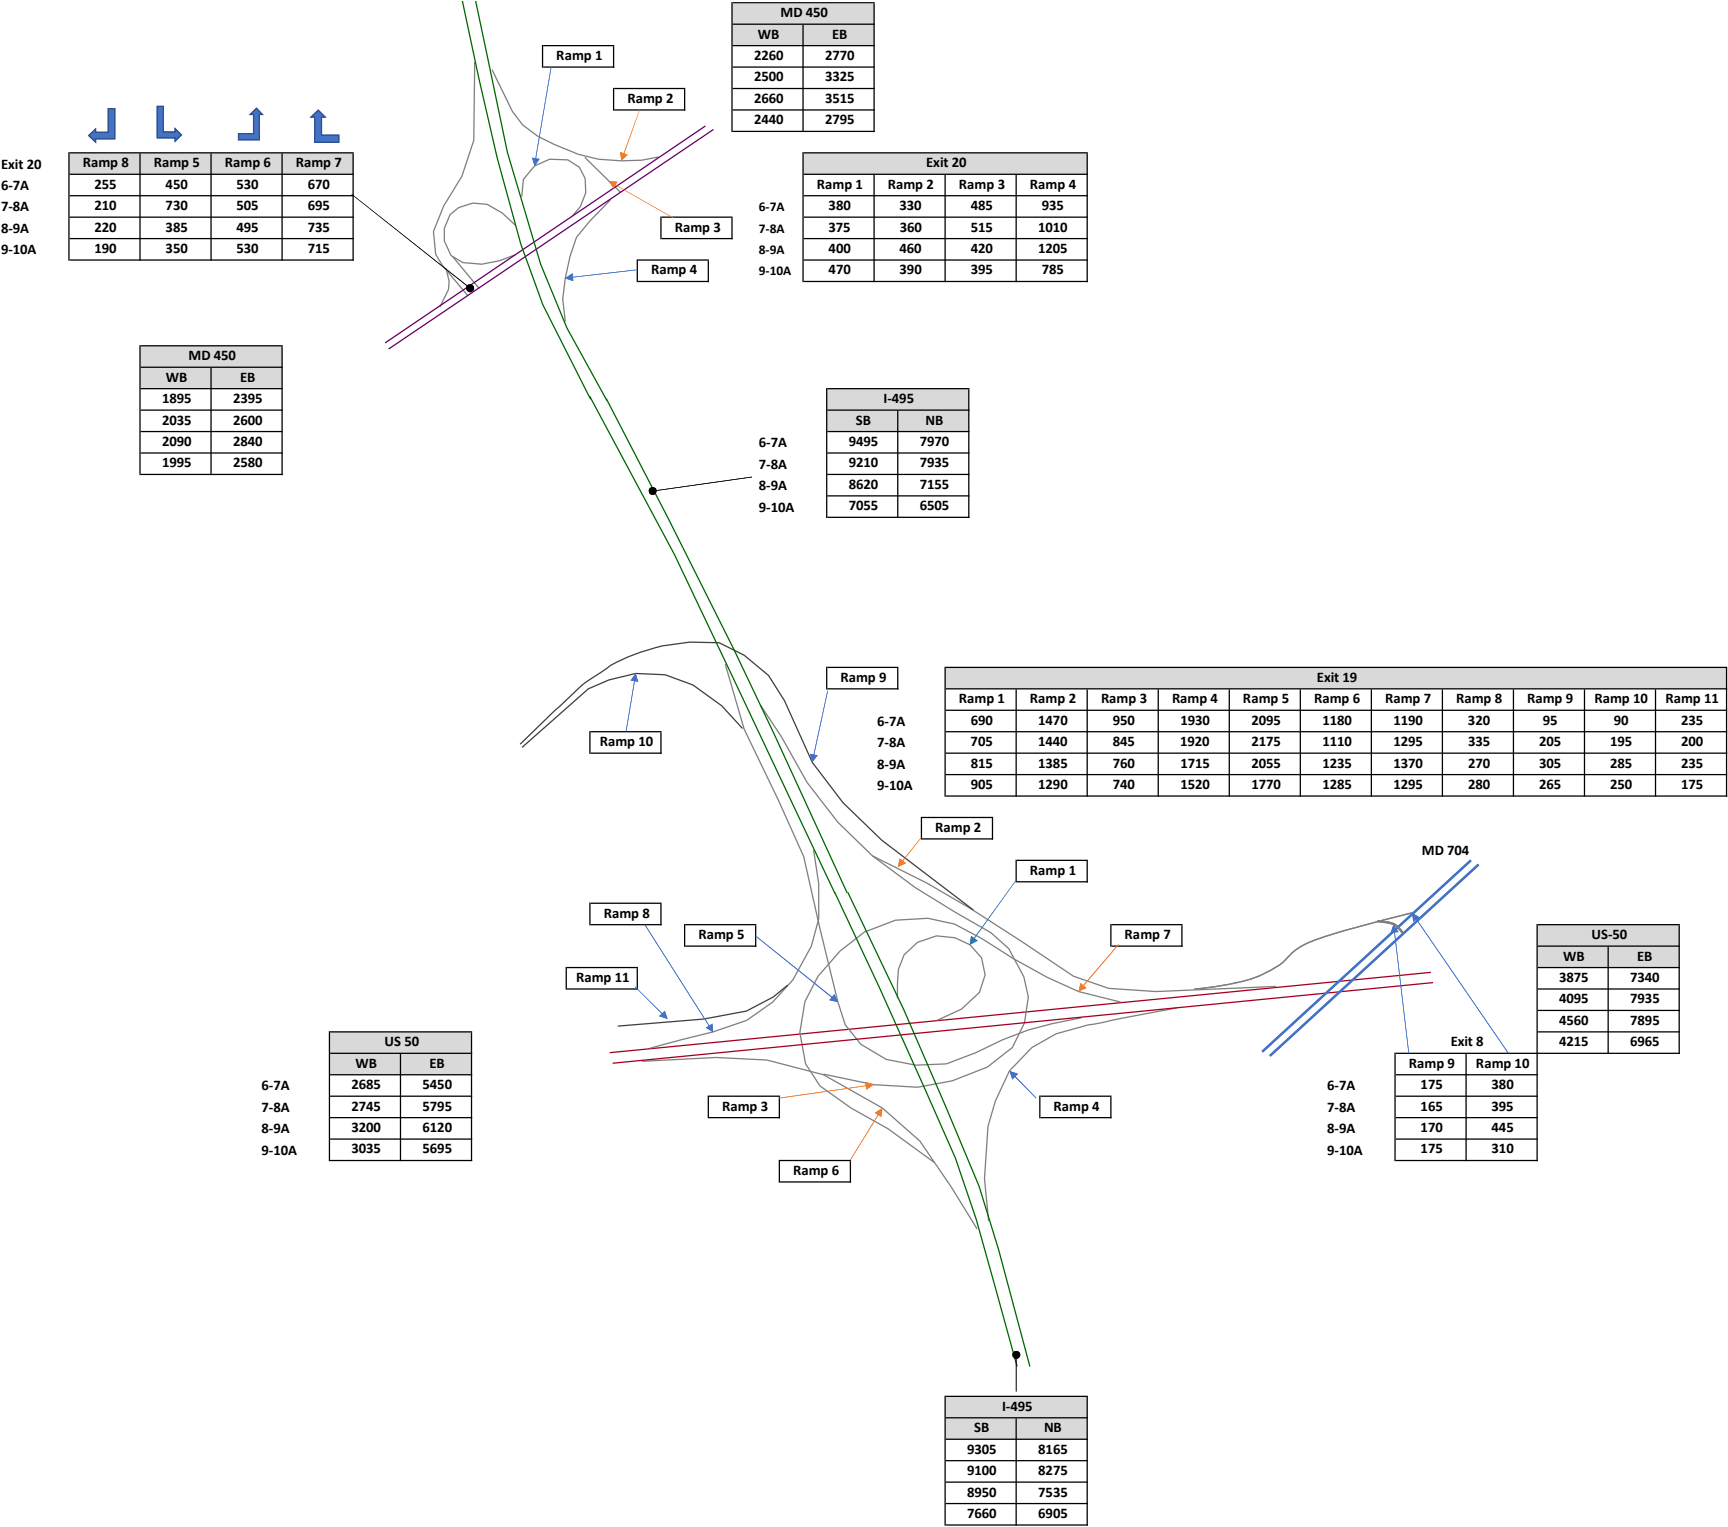 MD 450
WB EB
2260 2770
2500 3325
2660 3515
2440 2795
Ramp 1
Ramp 2
Exit 20 Ramp 8 Ramp 5 Ramp 6 Ramp 7
6-7A 255 450 530 670
7-8A 210 730 505 695
8-9A 220 385 495 735
9-10A 190 350 530 715
Exit 20
Ramp 1 Ramp 2 Ramp 3 Ramp 4
6-7A 380 330 485 935
7-8A 375 360 515 1010
8-9A 400 460 420 1205
9-10A 470 390 395 785
Ramp 3
Ramp 4
MD 450
WB EB
1895 2395
2035 2600
2090 2840
1995 2580
I-495
SB NB
6-7A 9495 7970
7-8A 9210 7935
8-9A 8620 7155
9-10A 7055 6505
Ramp 9
Ramp 10
Exit 19
Ramp 1 Ramp 2 Ramp 3 Ramp 4 Ramp 5 Ramp 6 Ramp 7 Ramp 8 Ramp 9 Ramp 10 Ramp 11
6-7A 690 1470 950 1930 2095 1180 1190 320 95 90 235
7-8A 705 1440 845 1920 2175 1110 1295 335 205 195 200
8-9A 815 1385 760 1715 2055 1235 1370 270 305 285 235
9-10A 905 1290 740 1520 1770 1285 1295 280 265 250 175
Ramp 2
Ramp 1
MD 704
Ramp 8
Ramp 5
Ramp 7
Ramp 11
US-50
WB EB
3875 7340
4095 7935
4560 7895
4215 6965
US 50
WB EB
6-7A 2685 5450
7-8A 2745 5795
8-9A 3200 6120
9-10A 3035 5695
Exit 8
Ramp 9 Ramp 10
6-7A 175 380
7-8A 165 395
8-9A 170 445
9-10A 175 310
Ramp 3
Ramp 4
Ramp 6
I-495
SB NB
9305 8165
9100 8275
8950 7535
7660 6905